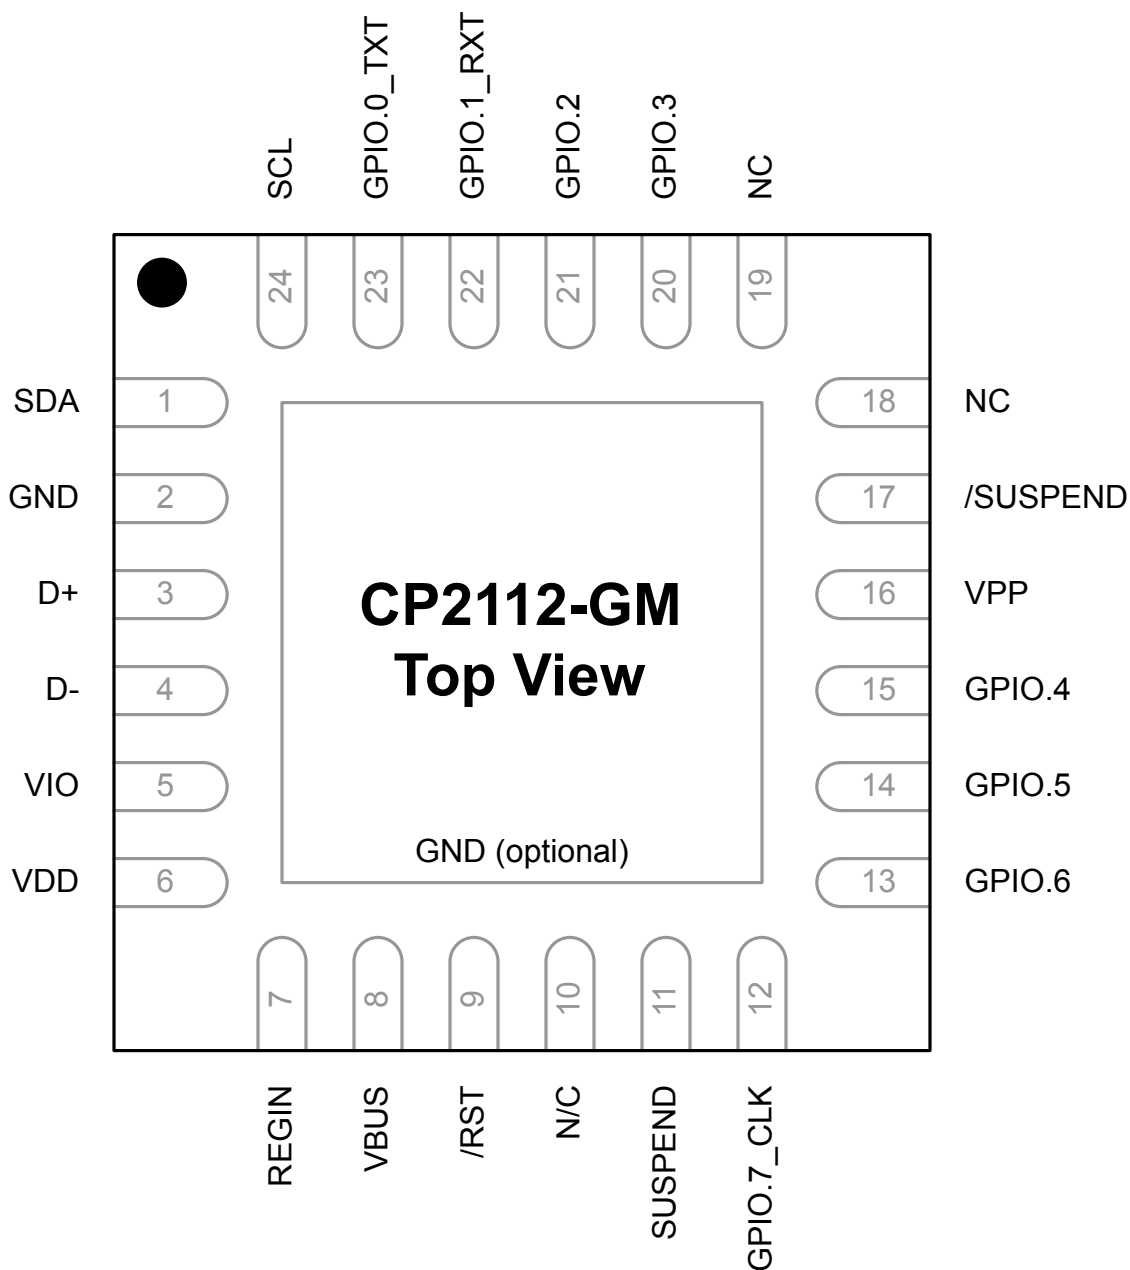 SCL
GPIO.0_TXT
GPIO.1_RXT
GPIO.2
GPIO.3
NC
24
23
22
21
20
19
SDA 1
GND 2
D+ 3
D- 4
VIO 5
VDD 6
18 NC
17 /SUSPEND
16 VPP
15 GPIO.4
14 GPIO.5
13 GPIO.6
CP2112-GM
Top View
GND (optional)
7
8
9
10
11
12
REGIN
VBUS
/RST
N/C
SUSPEND
GPIO.7_CLK